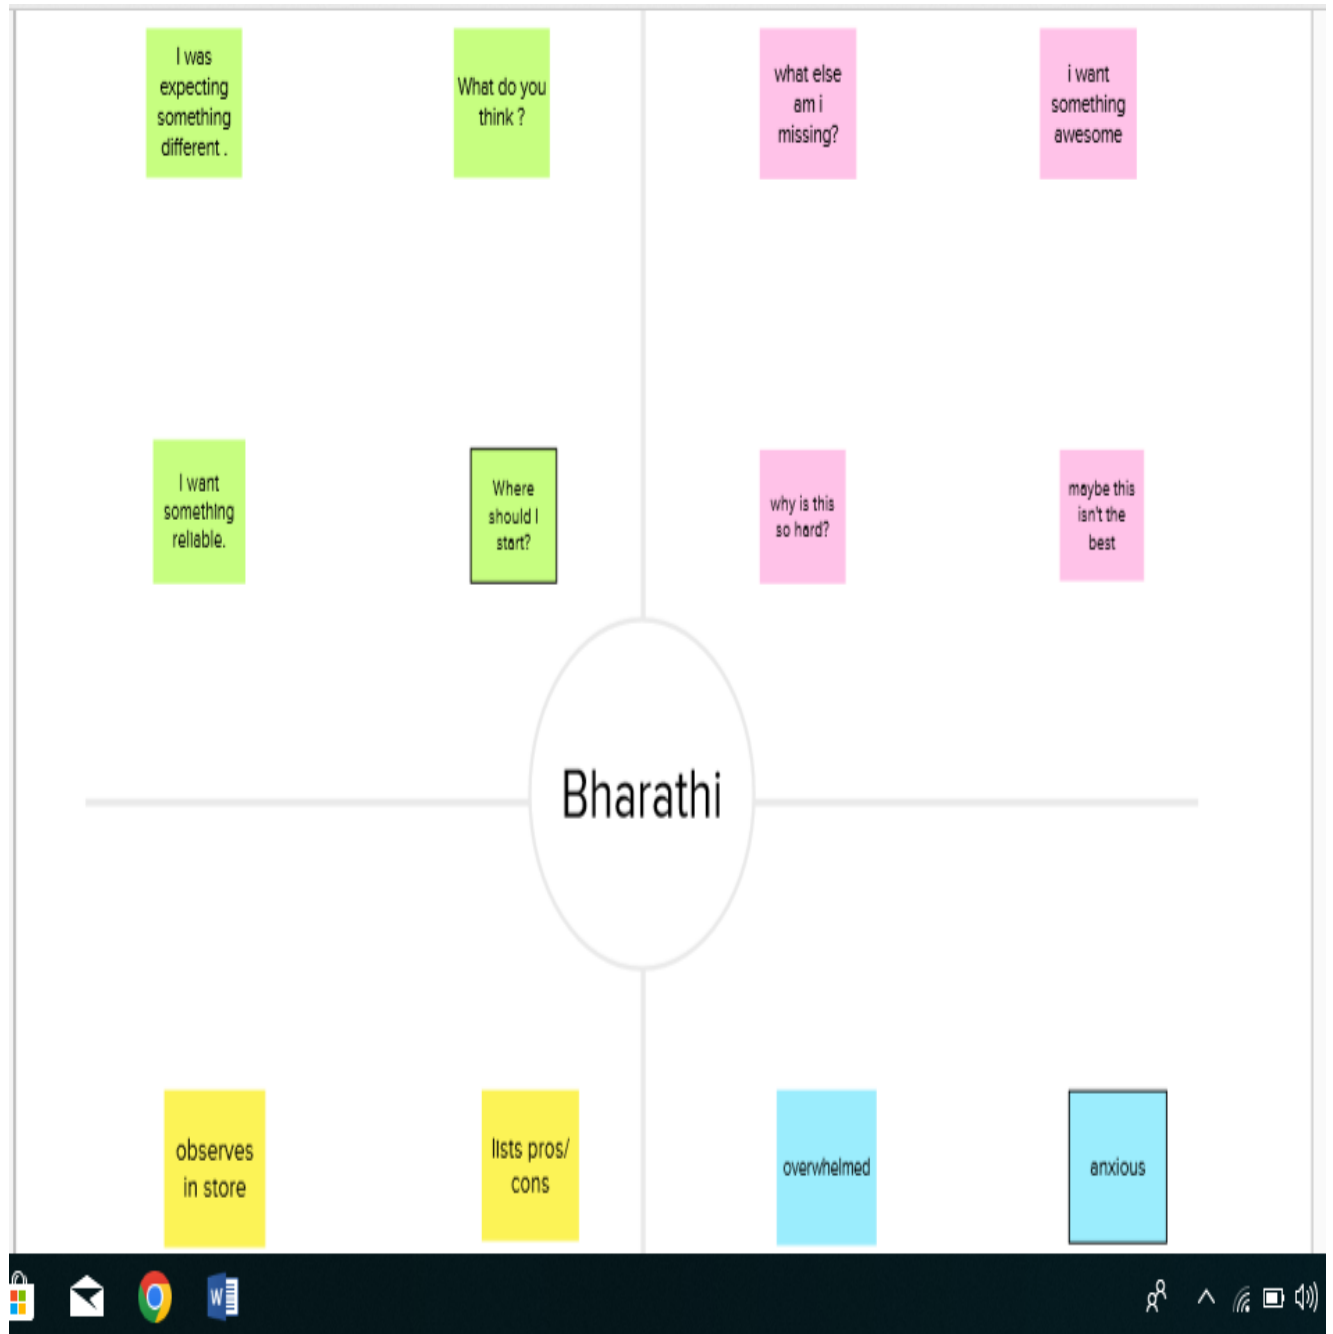 I was
expecting
something
different .
What do you
think ?
what else
am i
missing?
i want
something
awesome
I want
something
reliable.
Where
should I
start?
why is this
so hard?
maybe this
isn't the
best
Bharathi
observes
in store
lists pros/
cons
overwhelmed
anxious
W